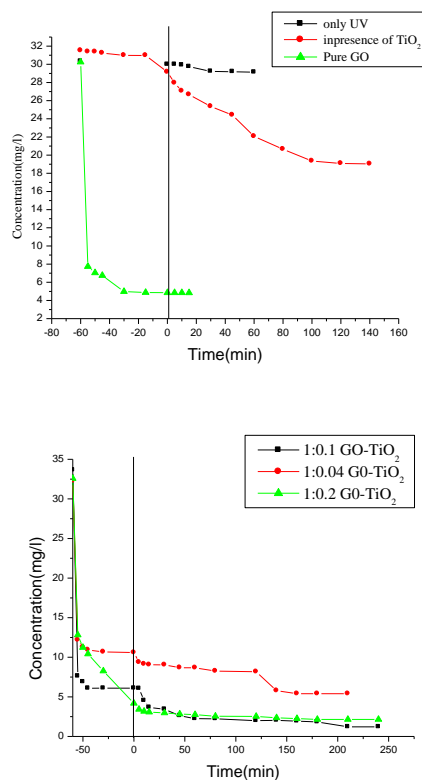 only UV
inpresence of TiO2
Pure GO
32
30
28
26
24
22
20
18
16
14
12
10
8
6
4
2
Concentration(mg/l)
-80 -60 -40 -20 0 20 40 60 80 100 120 140 160
Time(min)
1:0.1 GO-TiO2
1:0.04 G0-TiO2
1:0.2 G0-TiO2
35
30
25
20
15
10
5
0
Concentration(mg/l)
-50 0 50 100 150 200 250
Time(min)